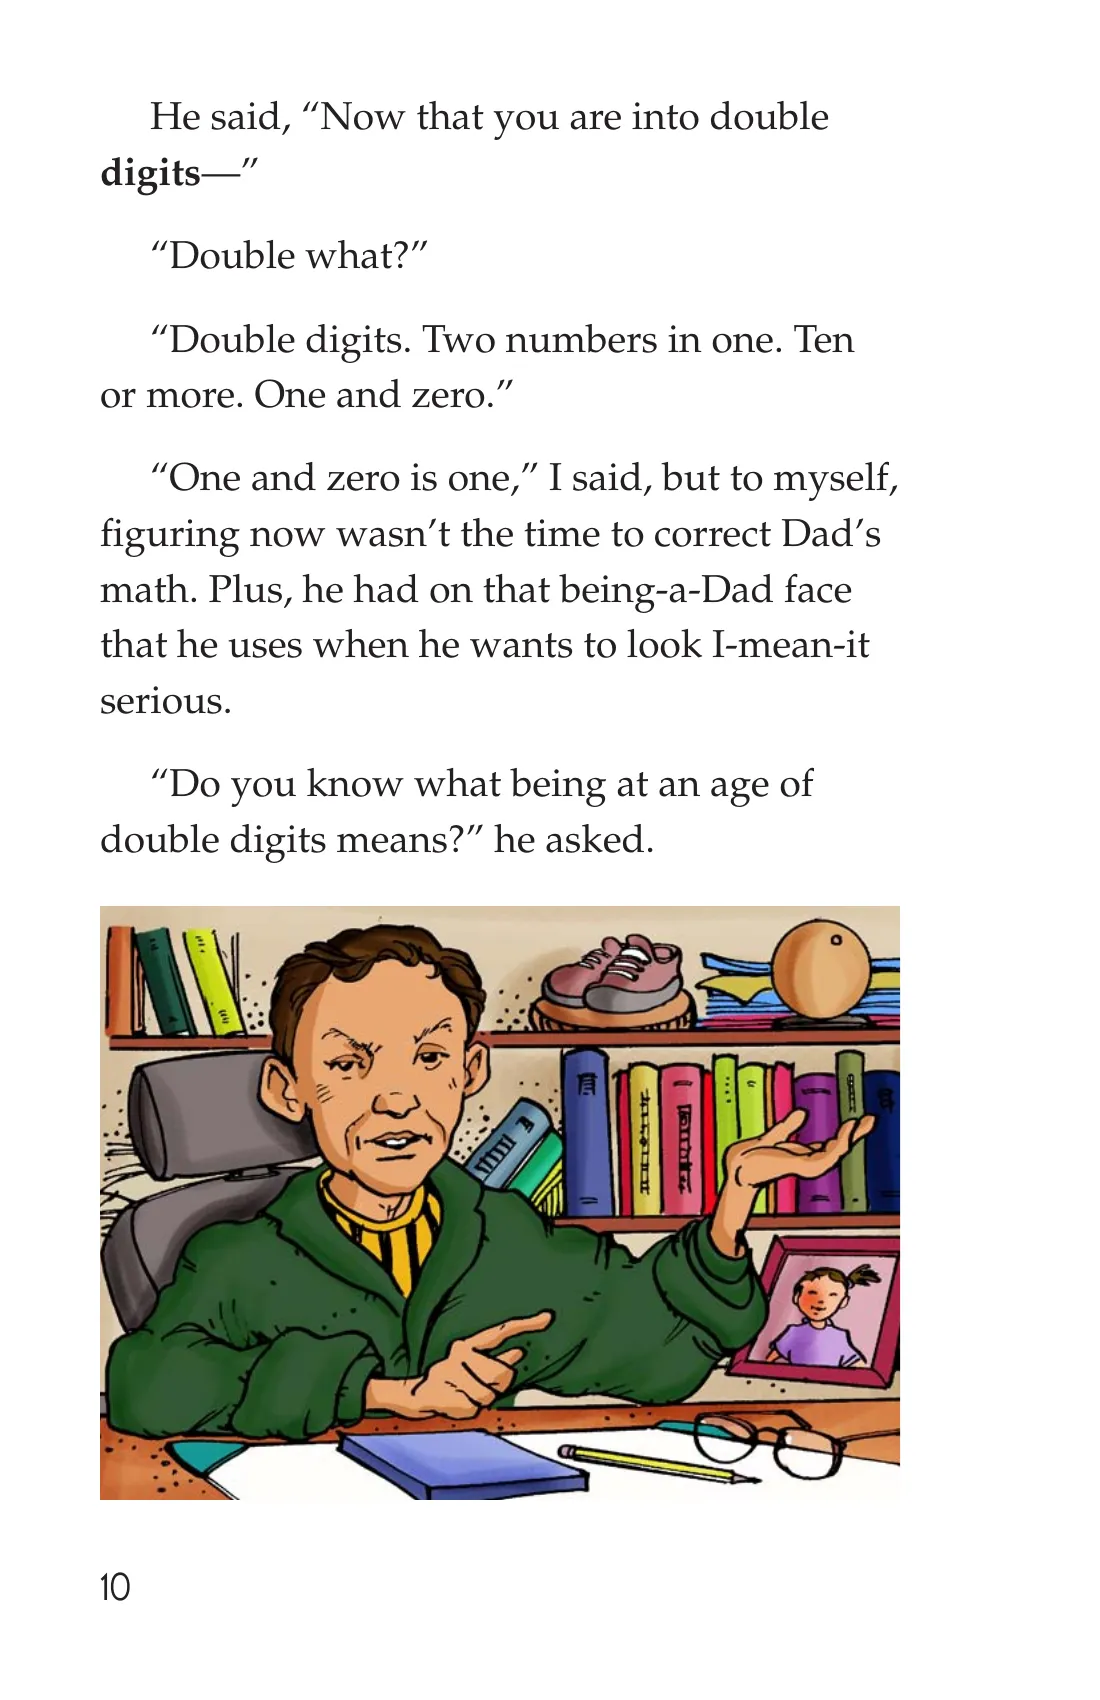 He said, “Now that you are into double
digits—”
“Double what?”
“Double digits. Two numbers in one. Ten
or more. One and zero.”
“One and zero is one,” I said, but to myself,
figuring now wasn’t the time to correct Dad’s
math. Plus, he had on that being-a-Dad face
that he uses when he wants to look I-mean-it
serious.
“Do you know what being at an age of
double digits means?” he asked.
10